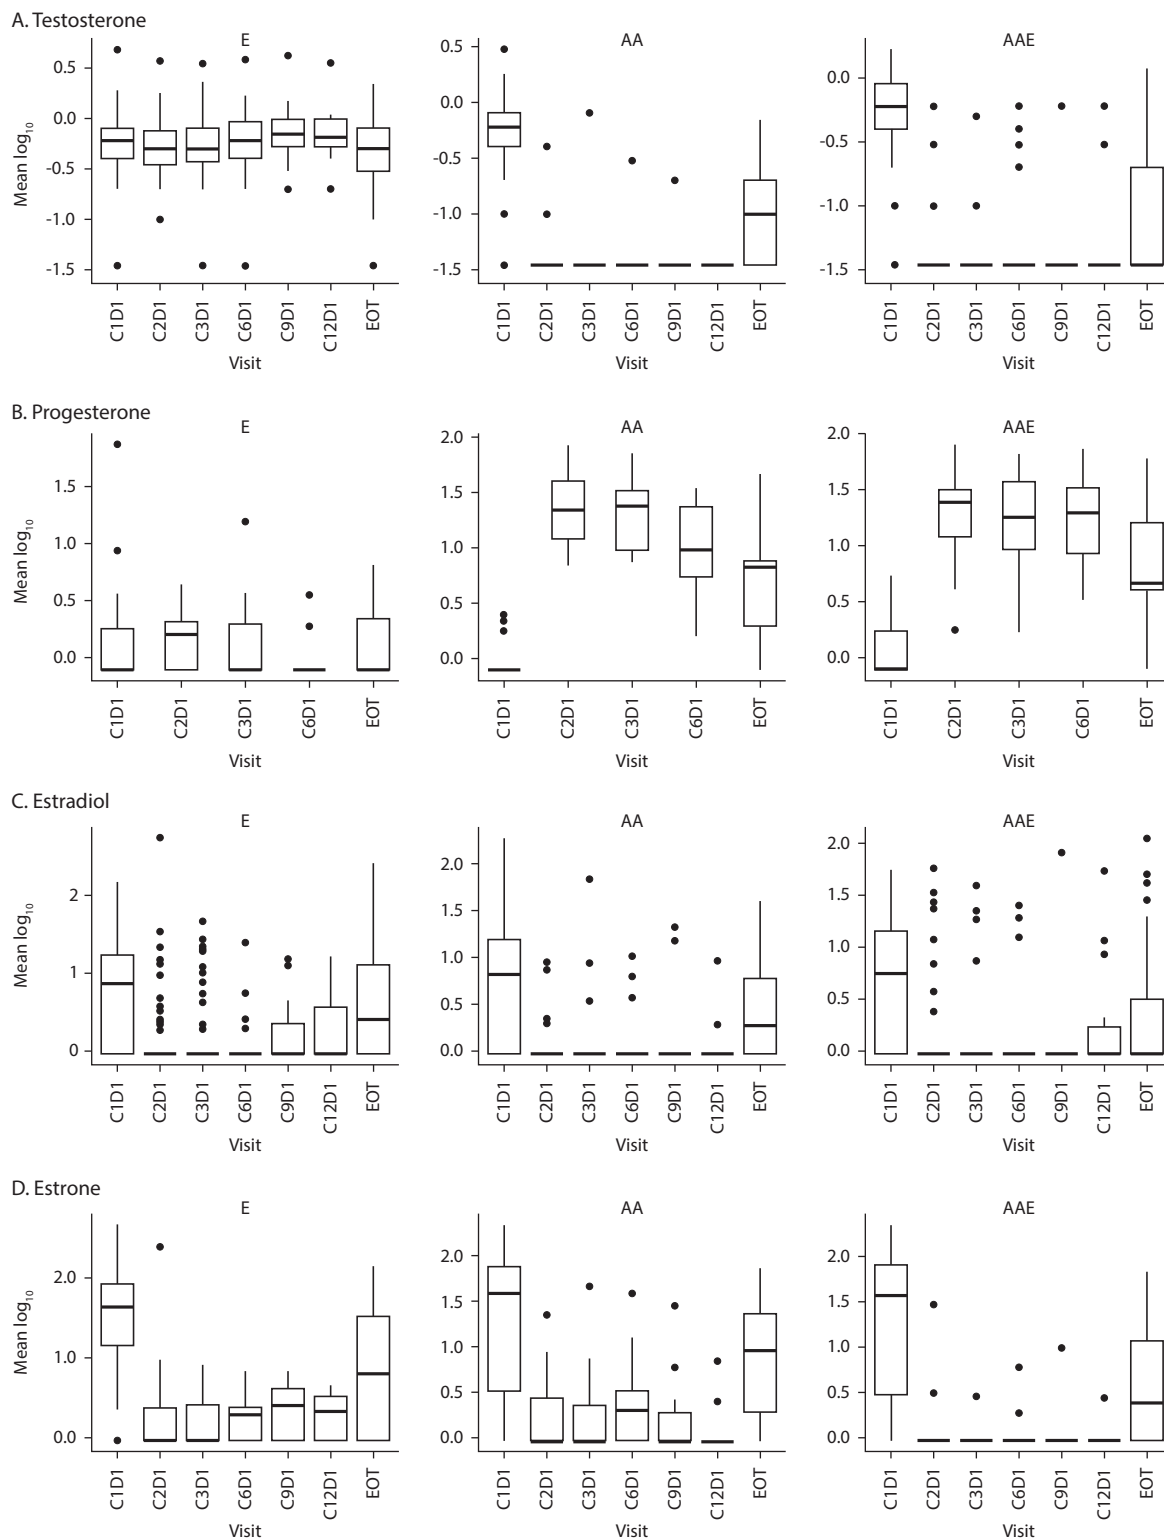 A. Testosterone
E
AA
AAE
Mean log10
0.5
0.0
-0.5
-1.0
-1.5
0.5
0.0
-0.5
-1.0
-1.5
0.0
-0.5
-1.0
-1.5
C1D1 C2D1 C3D1 C6D1 C9D1 C12D1 EOT
C1D1 C2D1 C3D1 C6D1 C9D1 C12D1 EOT
C1D1 C2D1 C3D1 C6D1 C9D1 C12D1 EOT
Visit
Visit
Visit
B. Progesterone
E
AA
AAE
Mean log10
1.5
1.0
0.5
0.0
2.0
1.5
1.0
0.5
0.0
2.0
1.5
1.0
0.5
0.0
C1D1 C2D1 C3D1 C6D1 EOT
C1D1 C2D1 C3D1 C6D1 EOT
C1D1 C2D1 C3D1 C6D1 EOT
Visit
Visit
Visit
C. Estradiol
E
AA
AAE
Mean log10
2
1
0
2.0
1.5
1.0
0.5
0.0
2.0
1.5
1.0
0.5
0.0
C1D1 C2D1 C3D1 C6D1 C9D1 C12D1 EOT
C1D1 C2D1 C3D1 C6D1 C9D1 C12D1 EOT
C1D1 C2D1 C3D1 C6D1 C9D1 C12D1 EOT
Visit
Visit
Visit
D. Estrone
E
AA
AAE
Mean log10
2.0
1.0
0.0
2.0
1.5
1.0
0.5
0.0
2.0
1.5
1.0
0.5
0.0
C1D1 C2D1 C3D1 C6D1 C9D1 C12D1 EOT
C1D1 C2D1 C3D1 C6D1 C9D1 C12D1 EOT
C1D1 C2D1 C3D1 C6D1 C9D1 C12D1 EOT
Visit
Visit
Visit